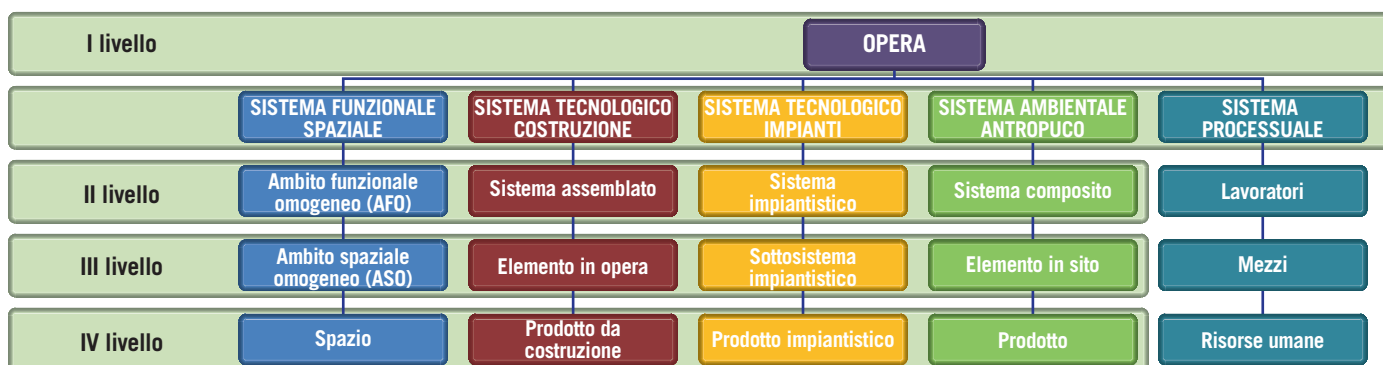 I livello
OPERA
SISTEMA FUNZIONALE
SPAZIALE
SISTEMA TECNOLOGICO
COSTRUZIONE
SISTEMA TECNOLOGICO
IMPIANTI
SISTEMA AMBIENTALE
ANTROPUCO
SISTEMA
PROCESSUALE
II livello
Ambito funzionale
omogeneo (AFO)
Sistema assemblato
Sistema
impiantistico
Sistema composito
Lavoratori
III livello
Ambito spaziale
omogeneo (ASO)
Elemento in opera
Sottosistema
impiantistico
Elemento in sito
Mezzi
IV livello
Spazio
Prodotto da
costruzione
Prodotto impiantistico
Prodotto
Risorse umane